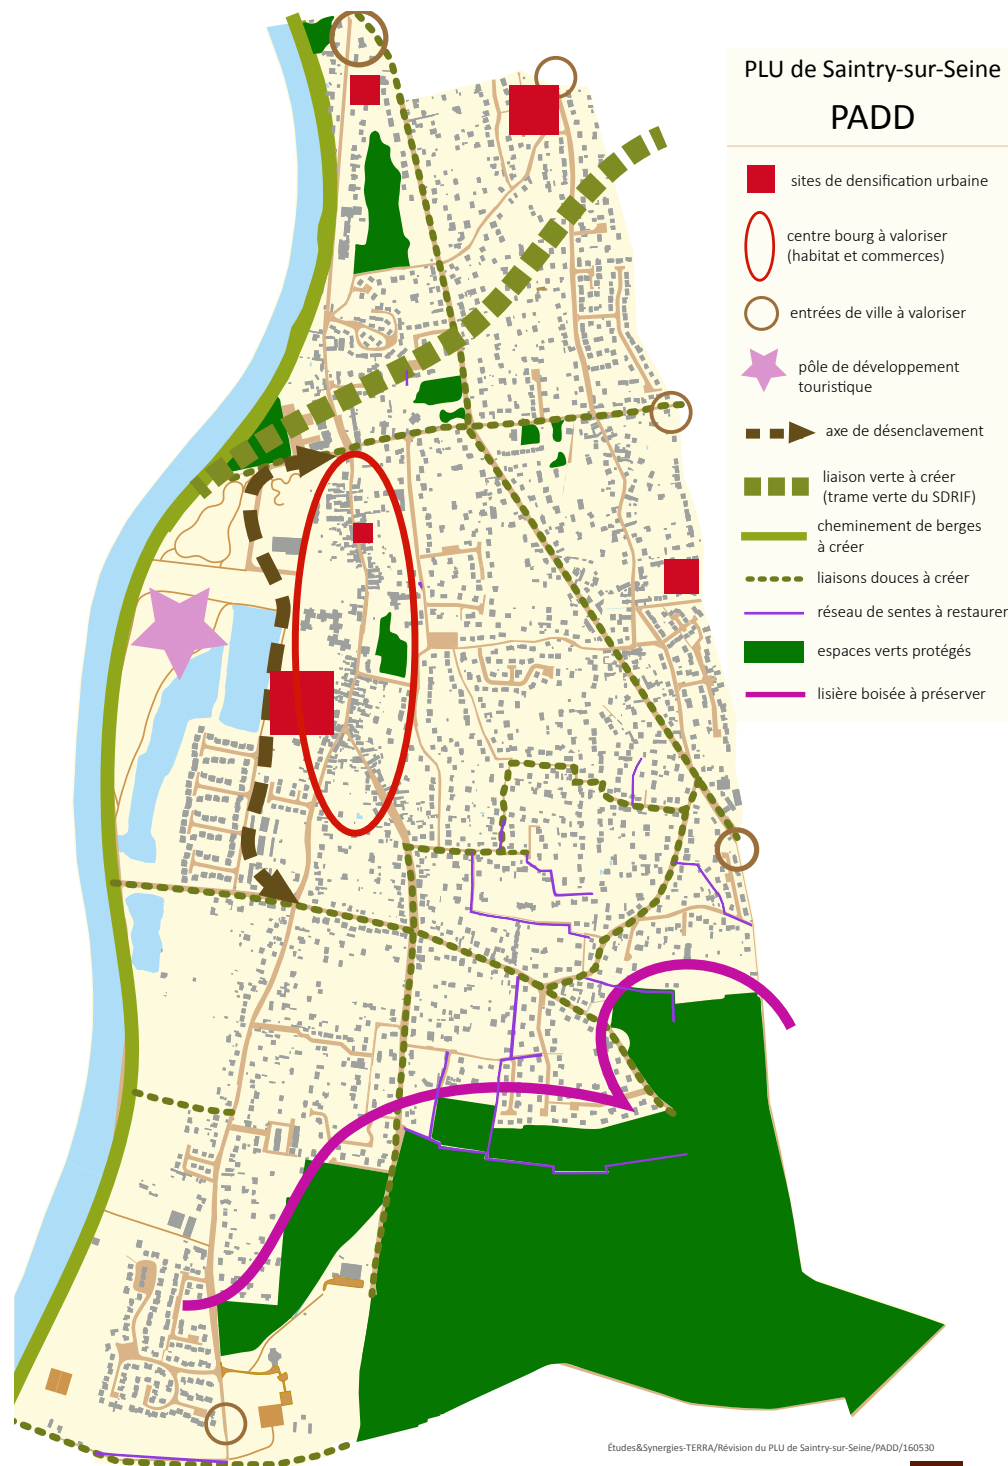 PLU de Saintry-sur-Seine
PADD
sites de densification urbaine
centre bourg à valoriser
(habitat et commerces)
entrées de ville à valoriser
pôle de développement
touristique
axe de désenclavement
liaison verte à créer
(trame verte du SDRIF)
cheminement de berges
à créer
liaisons douces à créer
réseau de sentes à restaurer
espaces verts protégés
lisière boisée à préserver
Études&Synergies-TERRA/Révision du PLU de Saintry-sur-Seine/PADD/160530